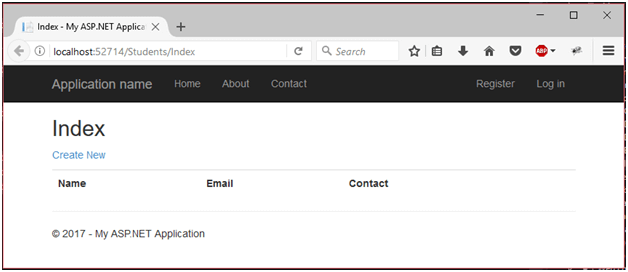 Index - My ASP.NET Applica
localhost:52714/Students/Index
Search
ABP
Application name Home About Contact Register Log in
Index
Create New
Name Email Contact
© 2017 - My ASP.NET Application